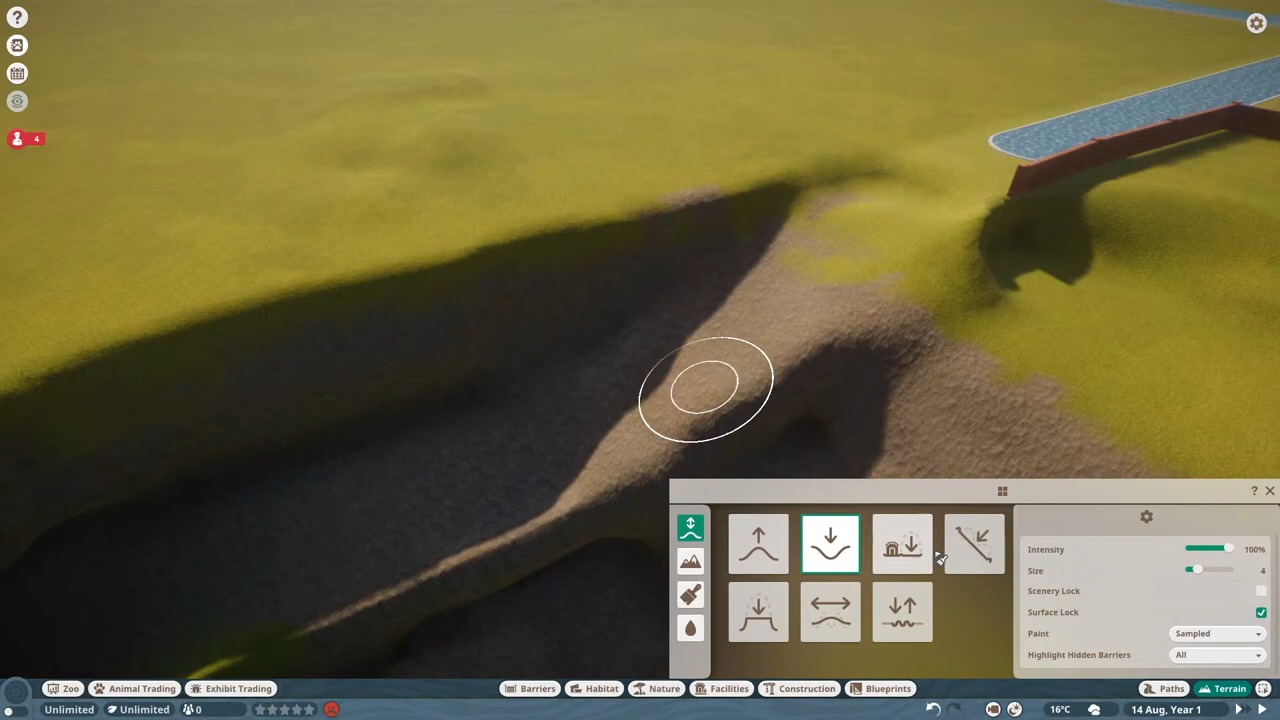 ?
4
? ×
Intensity 100%
Size 4
Scenery Lock
Surface Lock
Paint Sampled
Highlight Hidden Barriers All
Zoo Animal Trading Exhibit Trading Barriers Habitat Nature Facilities Construction Blueprints Paths Terrain
Unlimited Unlimited 0 16°C 14 Aug, Year 1